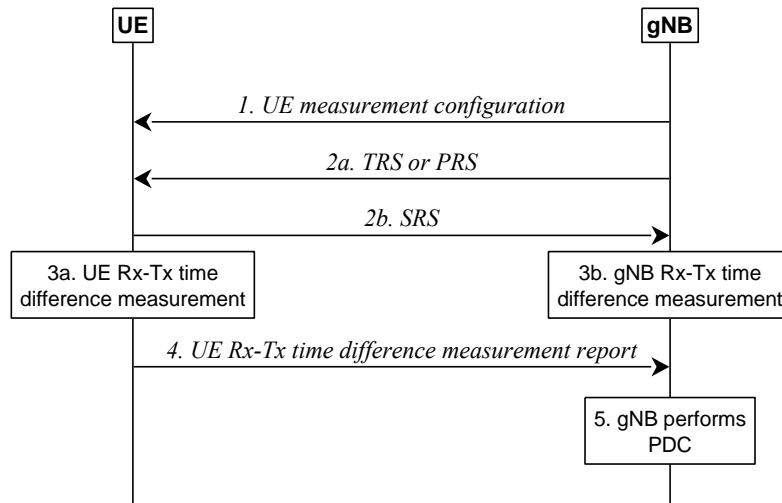 UE
gNB
1. UE measurement configuration
2a. TRS or PRS
2b. SRS
3a. UE Rx-Tx time
difference measurement
3b. gNB Rx-Tx time
difference measurement
4. UE Rx-Tx time difference measurement report
5. gNB performs
PDC